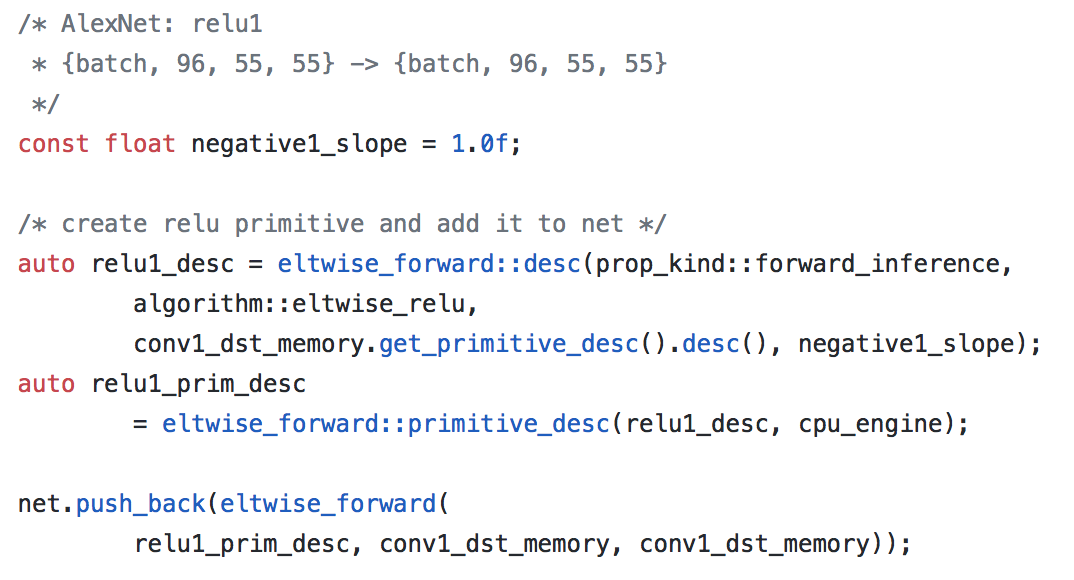 /* AlexNet: relu1
 * {batch, 96, 55, 55} -> {batch, 96, 55, 55}
 */
const float negative1_slope = 1.0f;

/* create relu primitive and add it to net */
auto relu1_desc = eltwise_forward::desc(prop_kind::forward_inference,
        algorithm::eltwise_relu,
        conv1_dst_memory.get_primitive_desc().desc(), negative1_slope);
auto relu1_prim_desc
        = eltwise_forward::primitive_desc(relu1_desc, cpu_engine);

net.push_back(eltwise_forward(
        relu1_prim_desc, conv1_dst_memory, conv1_dst_memory));